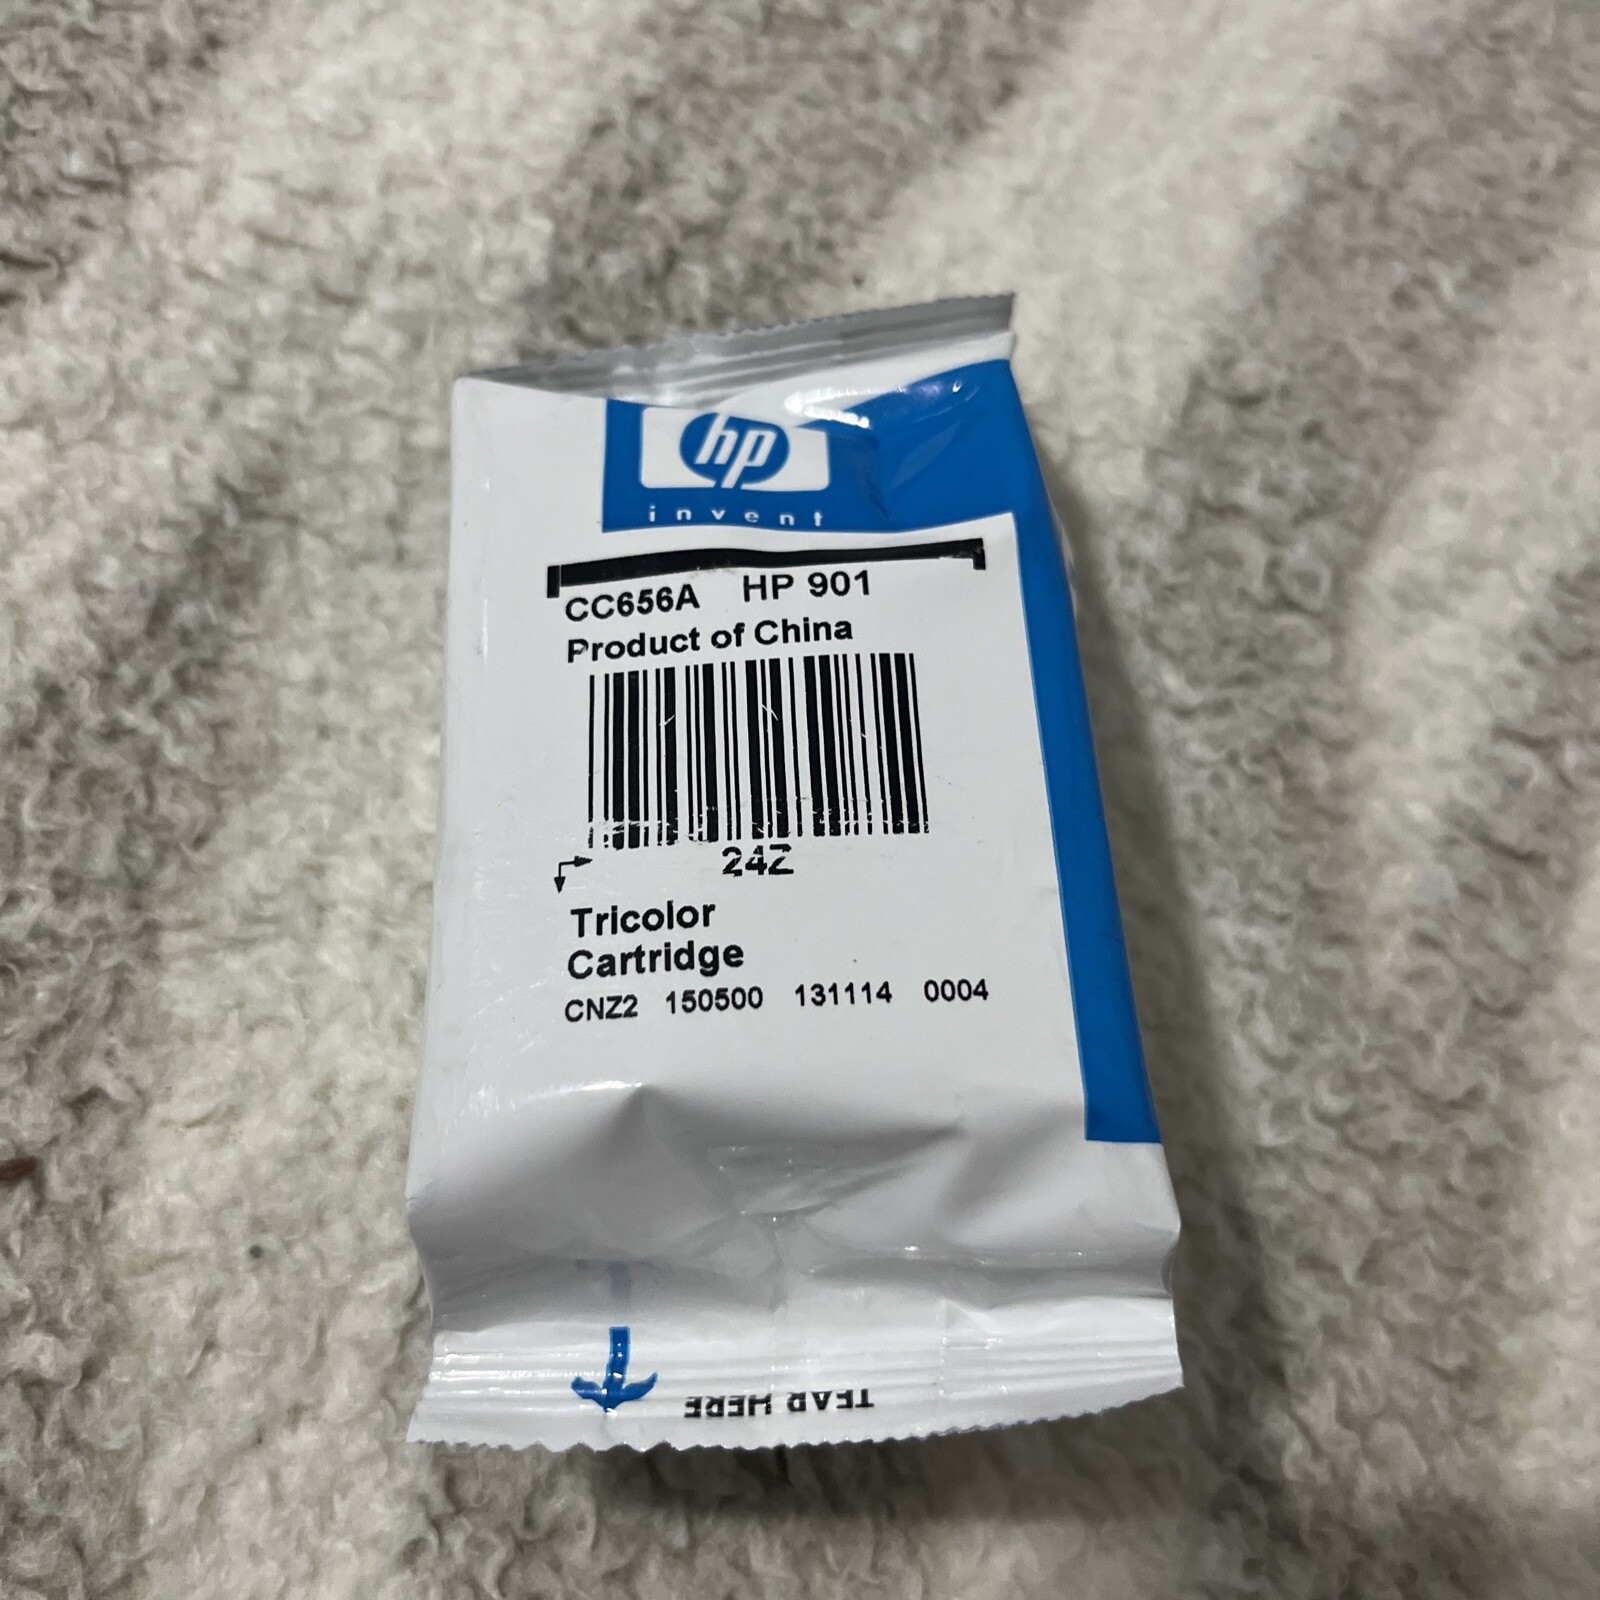 hp
invent
CC656A HP 901
Product of China
24Z
Tricolor
Cartridge
CNZ2 150500 131114 0004
TEAR HERE